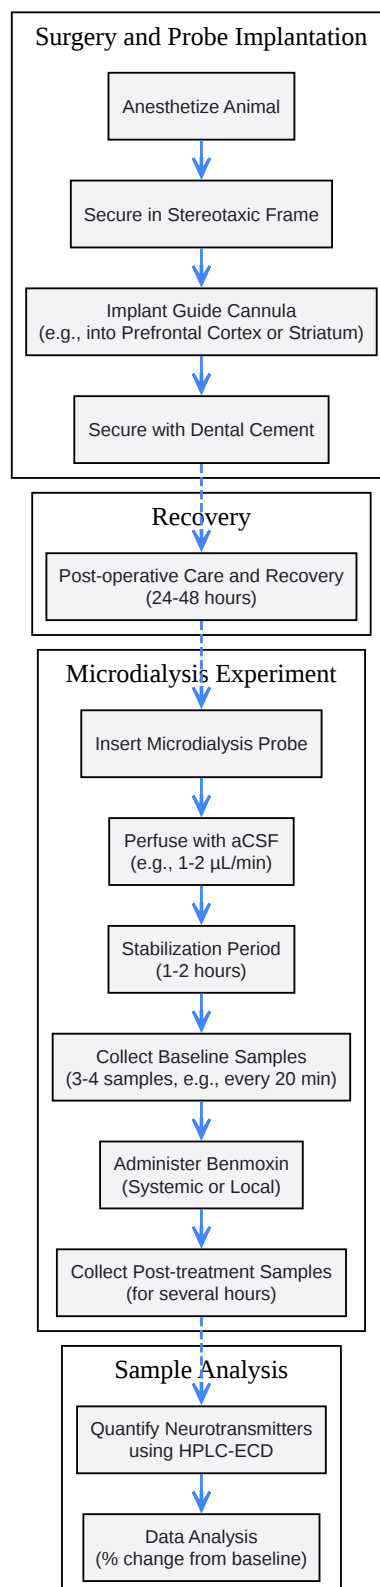 Surgery and Probe Implantation
Anesthetize Animal
Secure in Stereotaxic Frame
Implant Guide Cannula
(e.g., into Prefrontal Cortex or Striatum)
Secure with Dental Cement
Recovery
Post-operative Care and Recovery
(24-48 hours)
Microdialysis Experiment
Insert Microdialysis Probe
Perfuse with aCSF
(e.g., 1-2 µL/min)
Stabilization Period
(1-2 hours)
Collect Baseline Samples
(3-4 samples, e.g., every 20 min)
Administer Benmoxin
(Systemic or Local)
Collect Post-treatment Samples
(for several hours)
Sample Analysis
Quantify Neurotransmitters
using HPLC-ECD
Data Analysis
(% change from baseline)